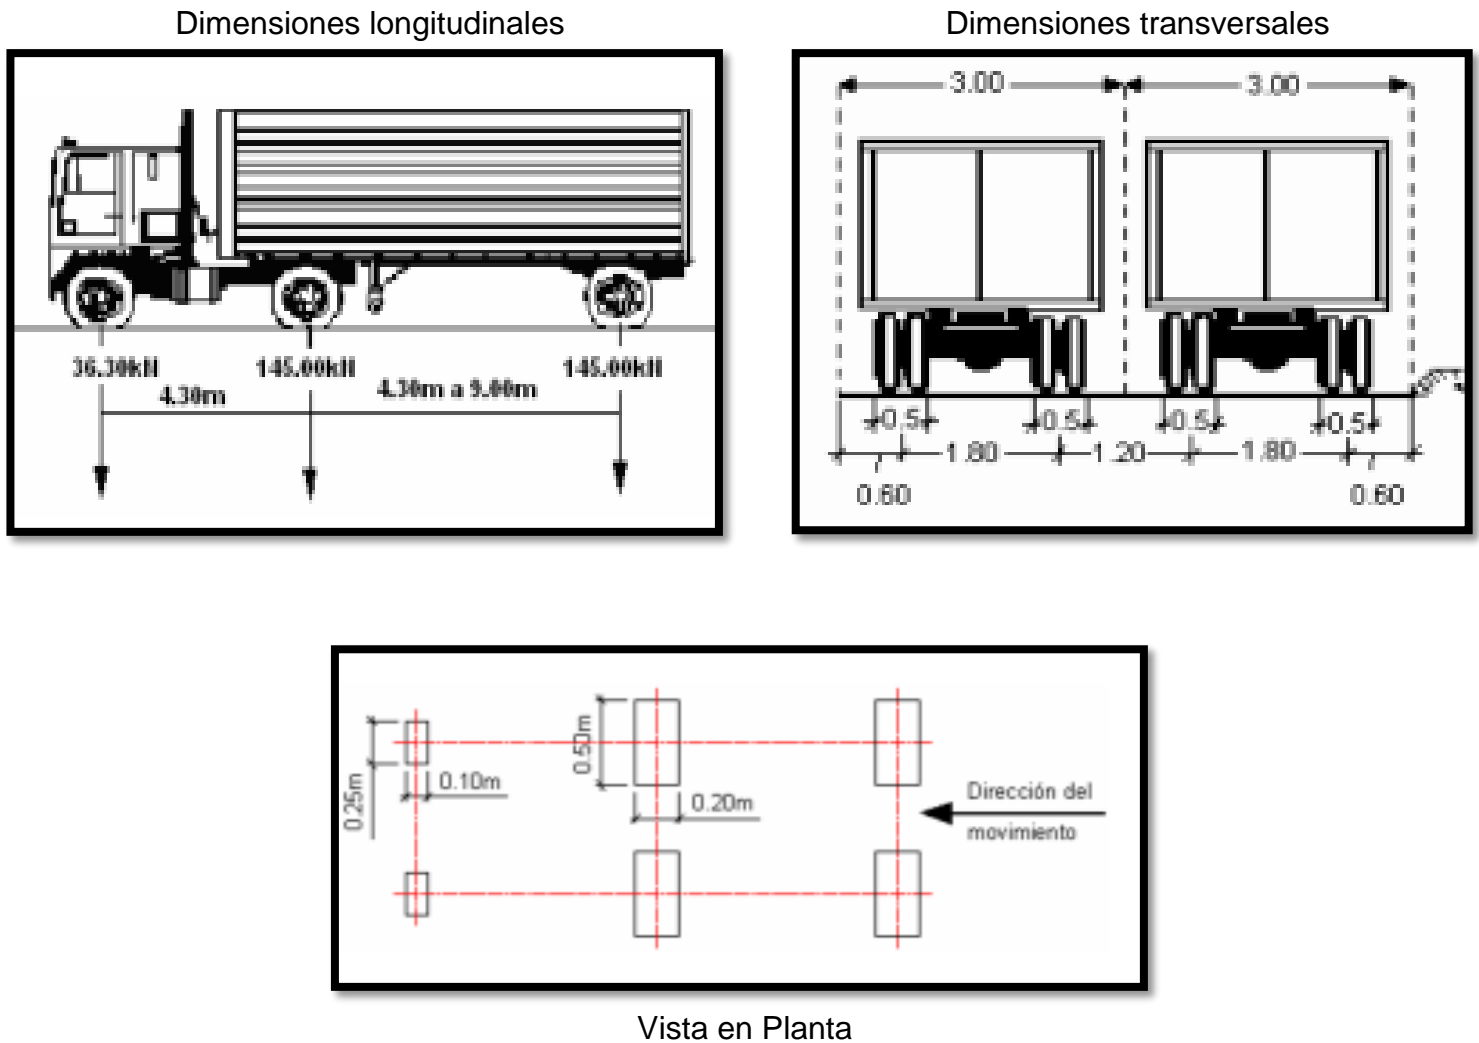 Dimensiones longitudinales
36.30kN 145.00kN 145.00kN
4.30m 4.30m a 9.00m
Dimensiones transversales
3.00 3.00
0.5 0.5 0.5 0.5
1.80 1.20 1.80
0.60 0.60
0.25m
0.10m
0.50m
0.20m
Dirección del
movimiento
Vista en Planta